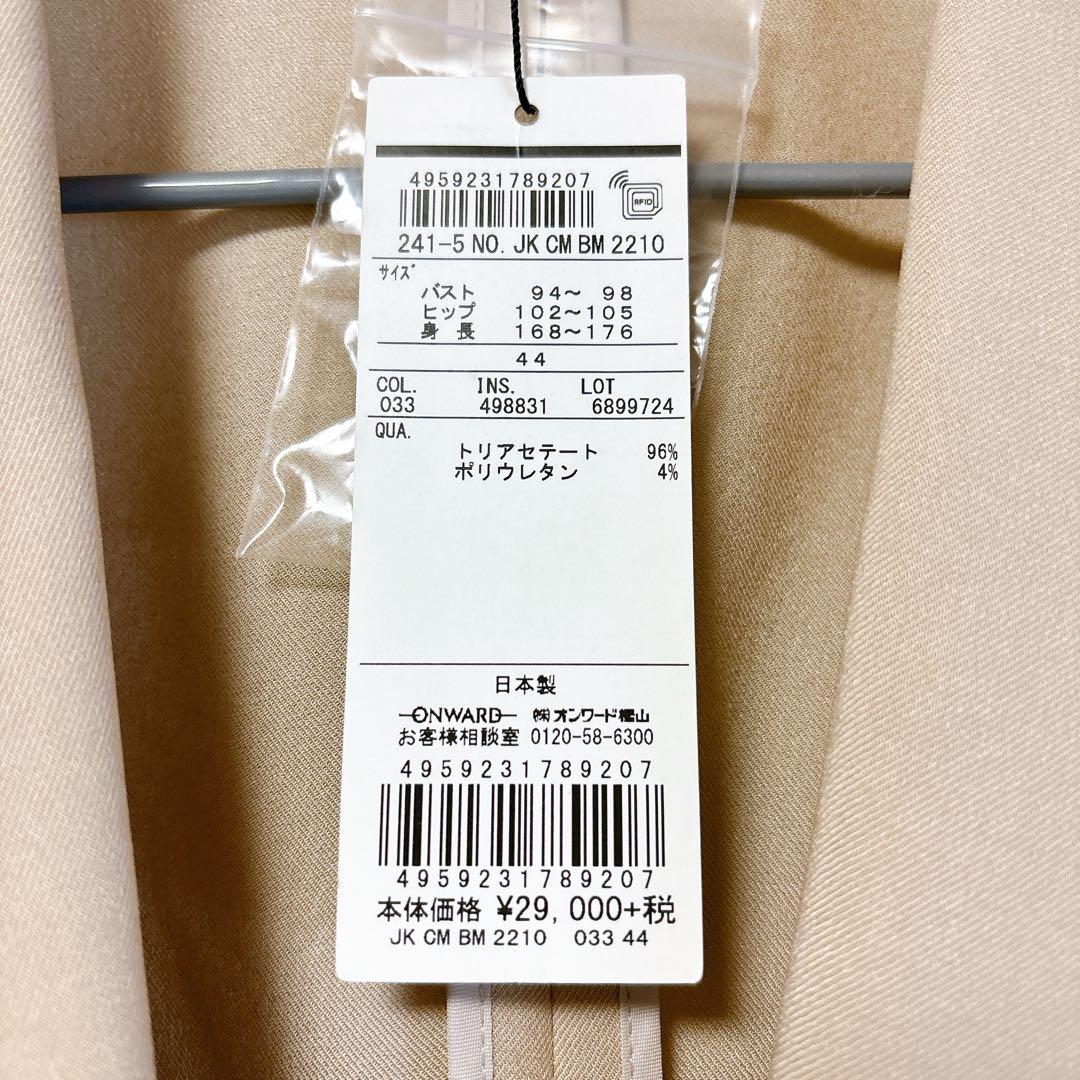 4959231789207
RFID
241-5 NO. JK CM BM 2210
サイズ
バスト 94～ 98
ヒップ 102～105
身 長 168～176
44
COL. INS. LOT
033 498831 6899724
QUA.
トリアセテート 96%
ポリウレタン 4%
日本製
ONWARD ㈱オンワード樫山
お客様相談室 0120-58-6300
4959231789207
4959231789207
本体価格 ¥29,000+税
JK CM BM 2210 033 44